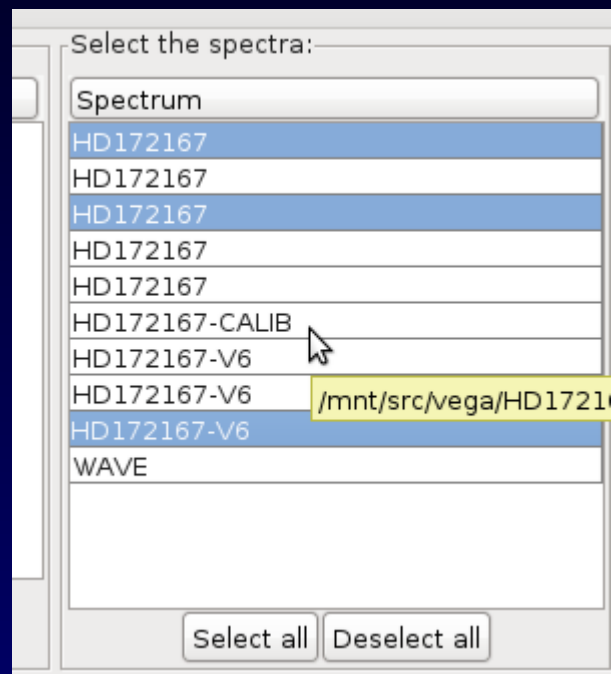 Select the spectra:
Spectrum
HD172167
HD172167
HD172167
HD172167
HD172167
HD172167-CALIB
HD172167-V6
HD172167-V6
/mnt/src/vega/HD1721
HD172167-V6
WAVE
Select all Deselect all